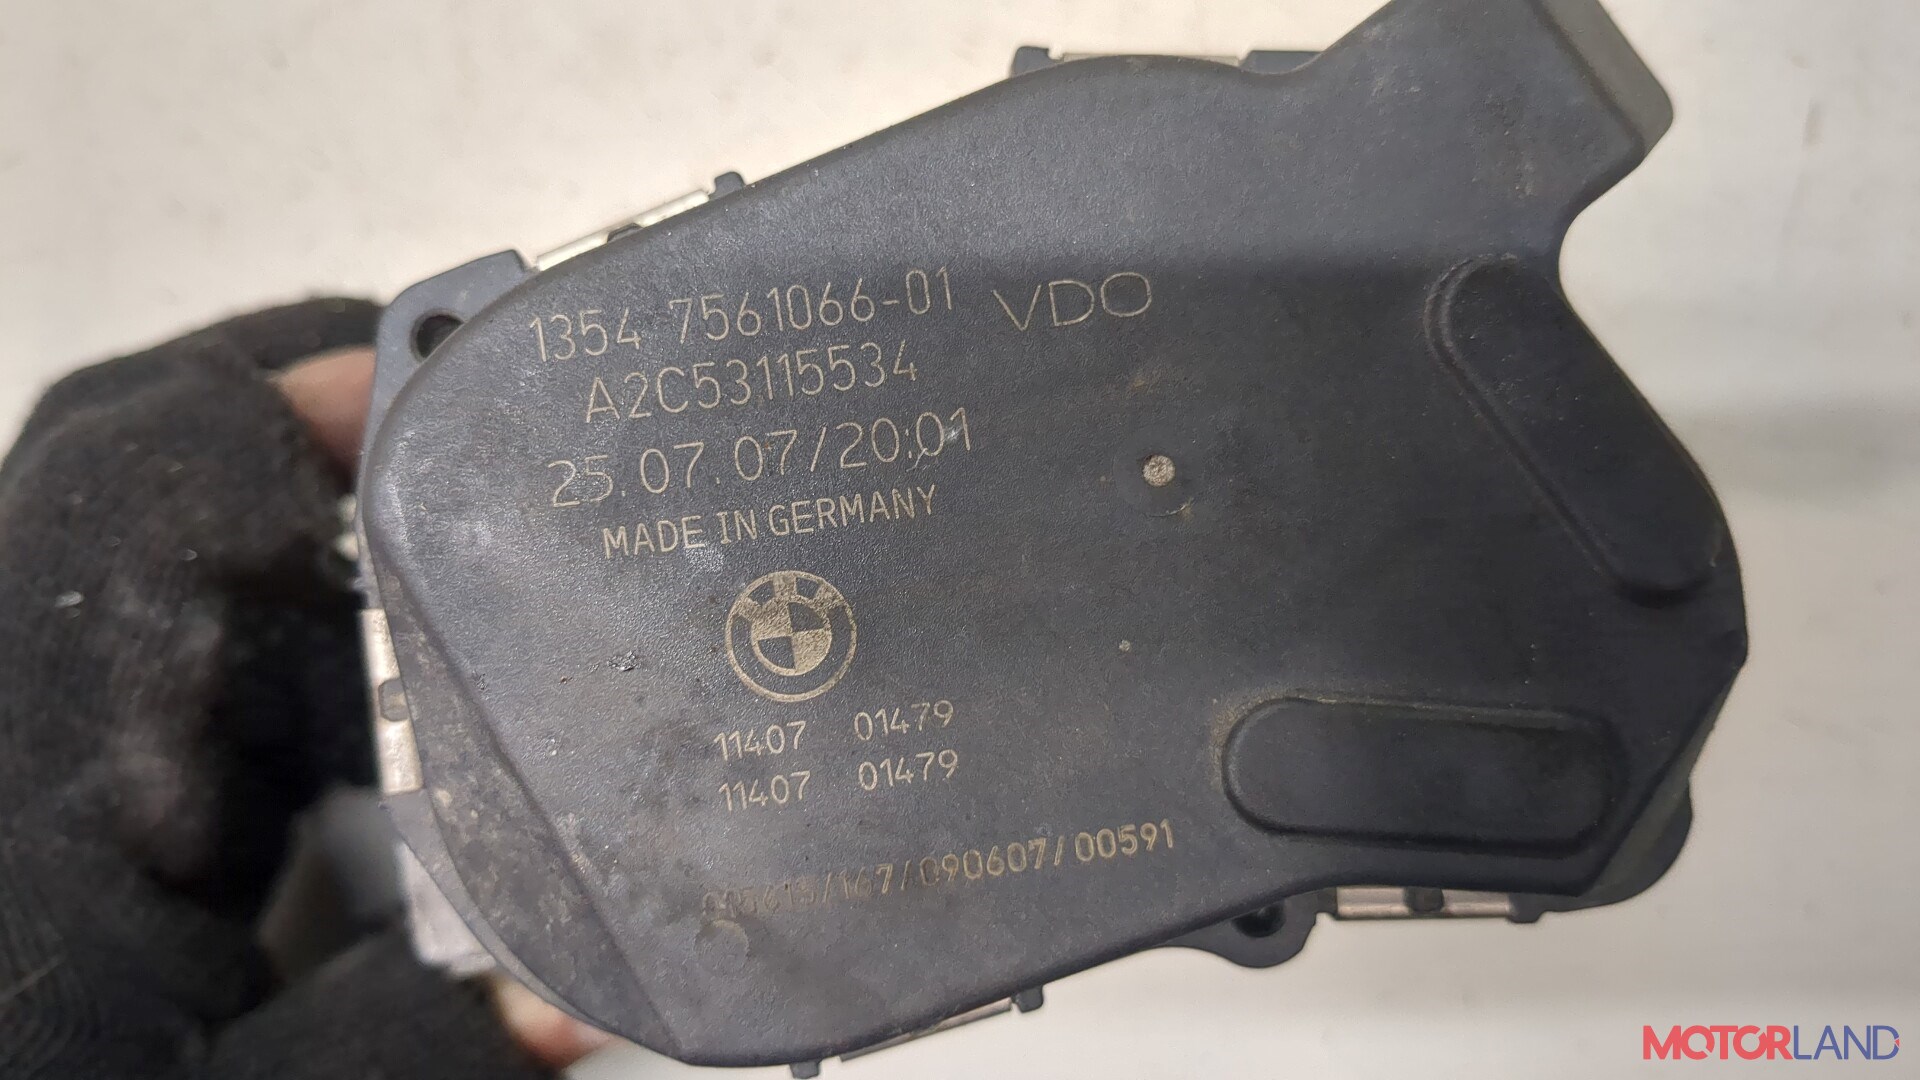 1354 7561066-01 VDO
A2C53115534
25.07.07/20:01
MADE IN GERMANY
11407 01479
11407 01479
/167/090607/00591
MOTORLAND